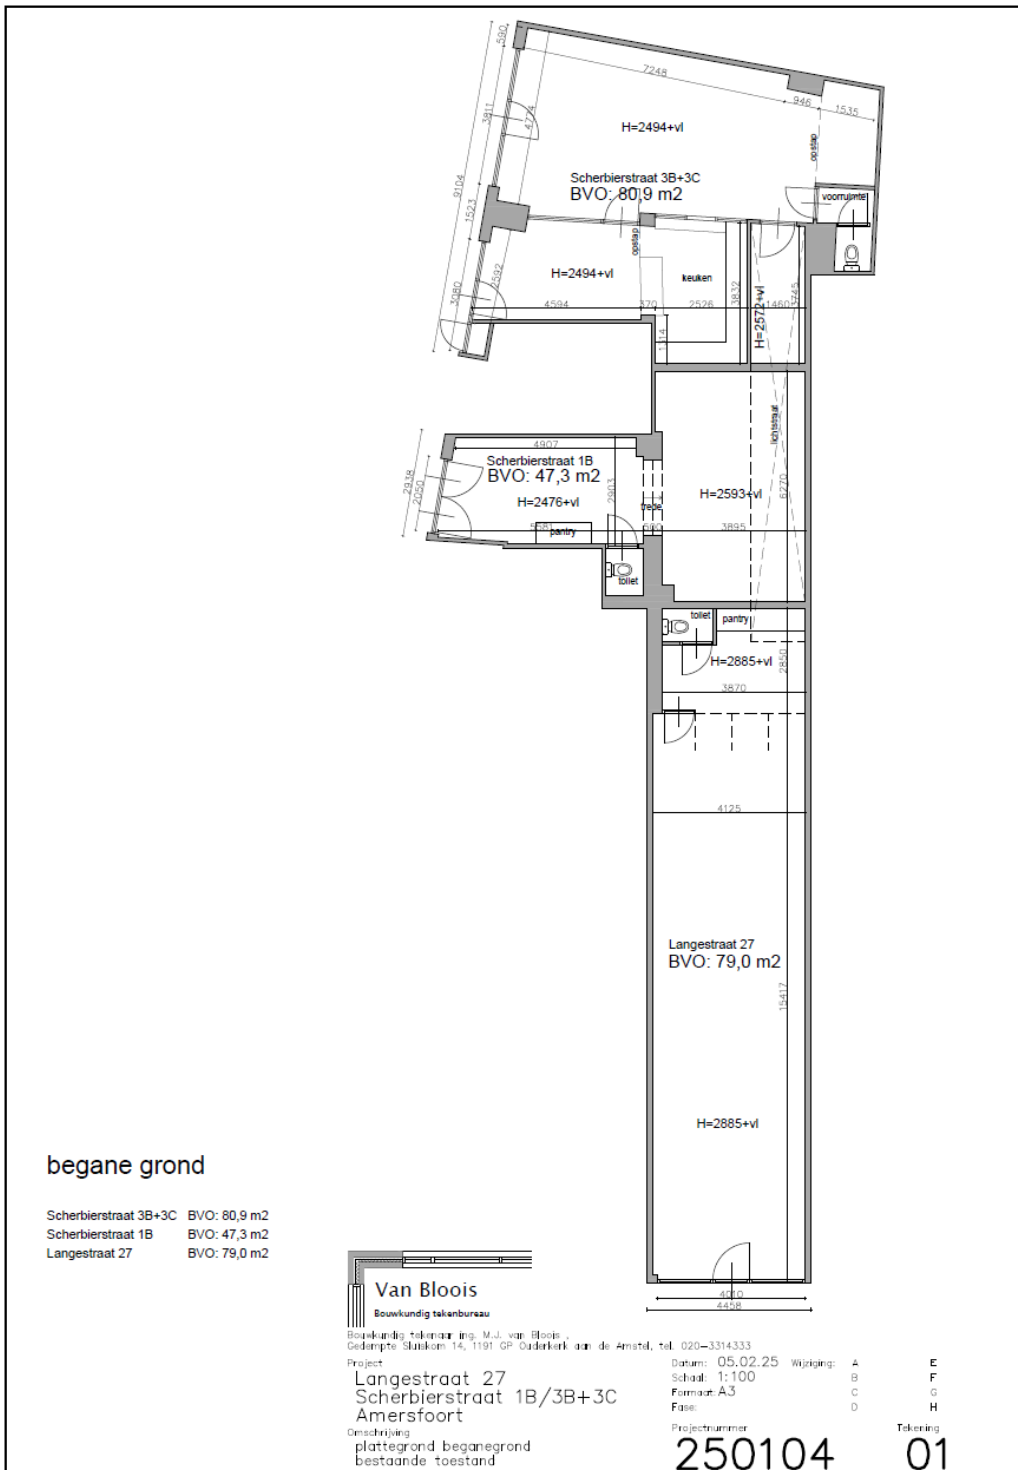 590
7248
946
1535
3811
4774
H=2494+vl
opstap
9104
Scherbierstraat 3B+3C
BVO: 80,9 m2
voorruimte
1523
opstap
2592
H=2494+vl
keuken
3832
H=2572+vl
3745
3080
4594
370
2526
1460
1314
lichtstraat
4907
Scherbierstraat 1B
BVO: 47,3 m2
2938
2050
H=2476+vl
2903
trede
H=2593+vl
6270
pantry
600
3895
toilet
toilet
pantry
H=2885+vl
2850
3870
4125
Langestraat 27
BVO: 79,0 m2
15417
H=2885+vl
4010
4458
begane grond
Scherbierstraat 3B+3C BVO: 80,9 m2
Scherbierstraat 1B BVO: 47,3 m2
Langestraat 27 BVO: 79,0 m2
Van Bloois
Bouwkundig tekenbureau
Bouwkundig tekenaar ing. M.J. van Bloois ,
Gedempte Sluiskom 14, 1191 GP Ouderkerk aan de Amstel, tel. 020-3314333
Project
Langestraat 27
Scherbierstraat 1B/3B+3C
Amersfoort
Omschrijving
plattegrond beganegrond
bestaande toestand
Datum: 05.02.25 Wijziging: A E
Schaal: 1:100 B F
Formaat: A3 C G
Fase: D H
Projectnummer Tekening
250104 01